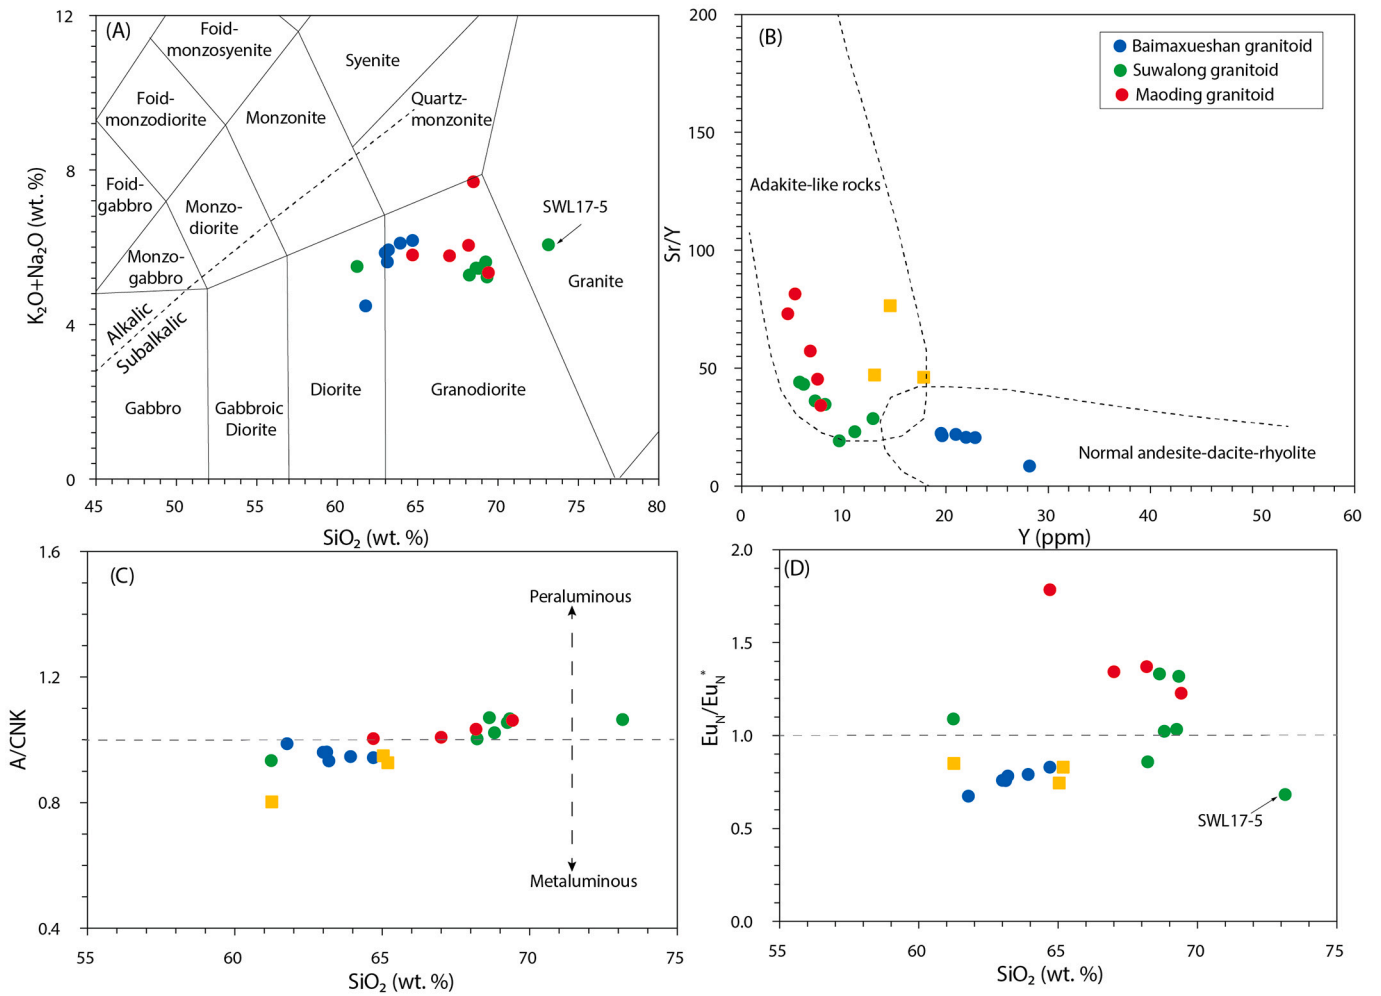 (A)
12
8
4
0
K₂O+Na₂O (wt. %)
Foid-
monzosyenite
Syenite
Foid-
monzodiorite
Monzonite
Quartz-
monzonite
Foid-
gabbro
Monzo-
diorite
Monzo-
gabbro
SWL17-5
Granite
Alkalic
Subalkalic
Gabbro
Gabbroic
Diorite
Diorite
Granodiorite
45
50
55
60
65
70
75
80
SiO₂ (wt. %)
(B)
200
150
100
50
0
Sr/Y
Baimaxueshan granitoid
Suwalong granitoid
Maoding granitoid
Adakite-like rocks
Normal andesite-dacite-rhyolite
0
10
20
30
40
50
60
Y (ppm)
(C)
1.6
1.2
0.8
0.4
A/CNK
Peraluminous
Metaluminous
55
60
65
70
75
SiO₂ (wt. %)
(D)
2.0
1.5
1.0
0.5
0.0
Eu_N/Eu_N*
SWL17-5
55
60
65
70
75
SiO₂ (wt. %)